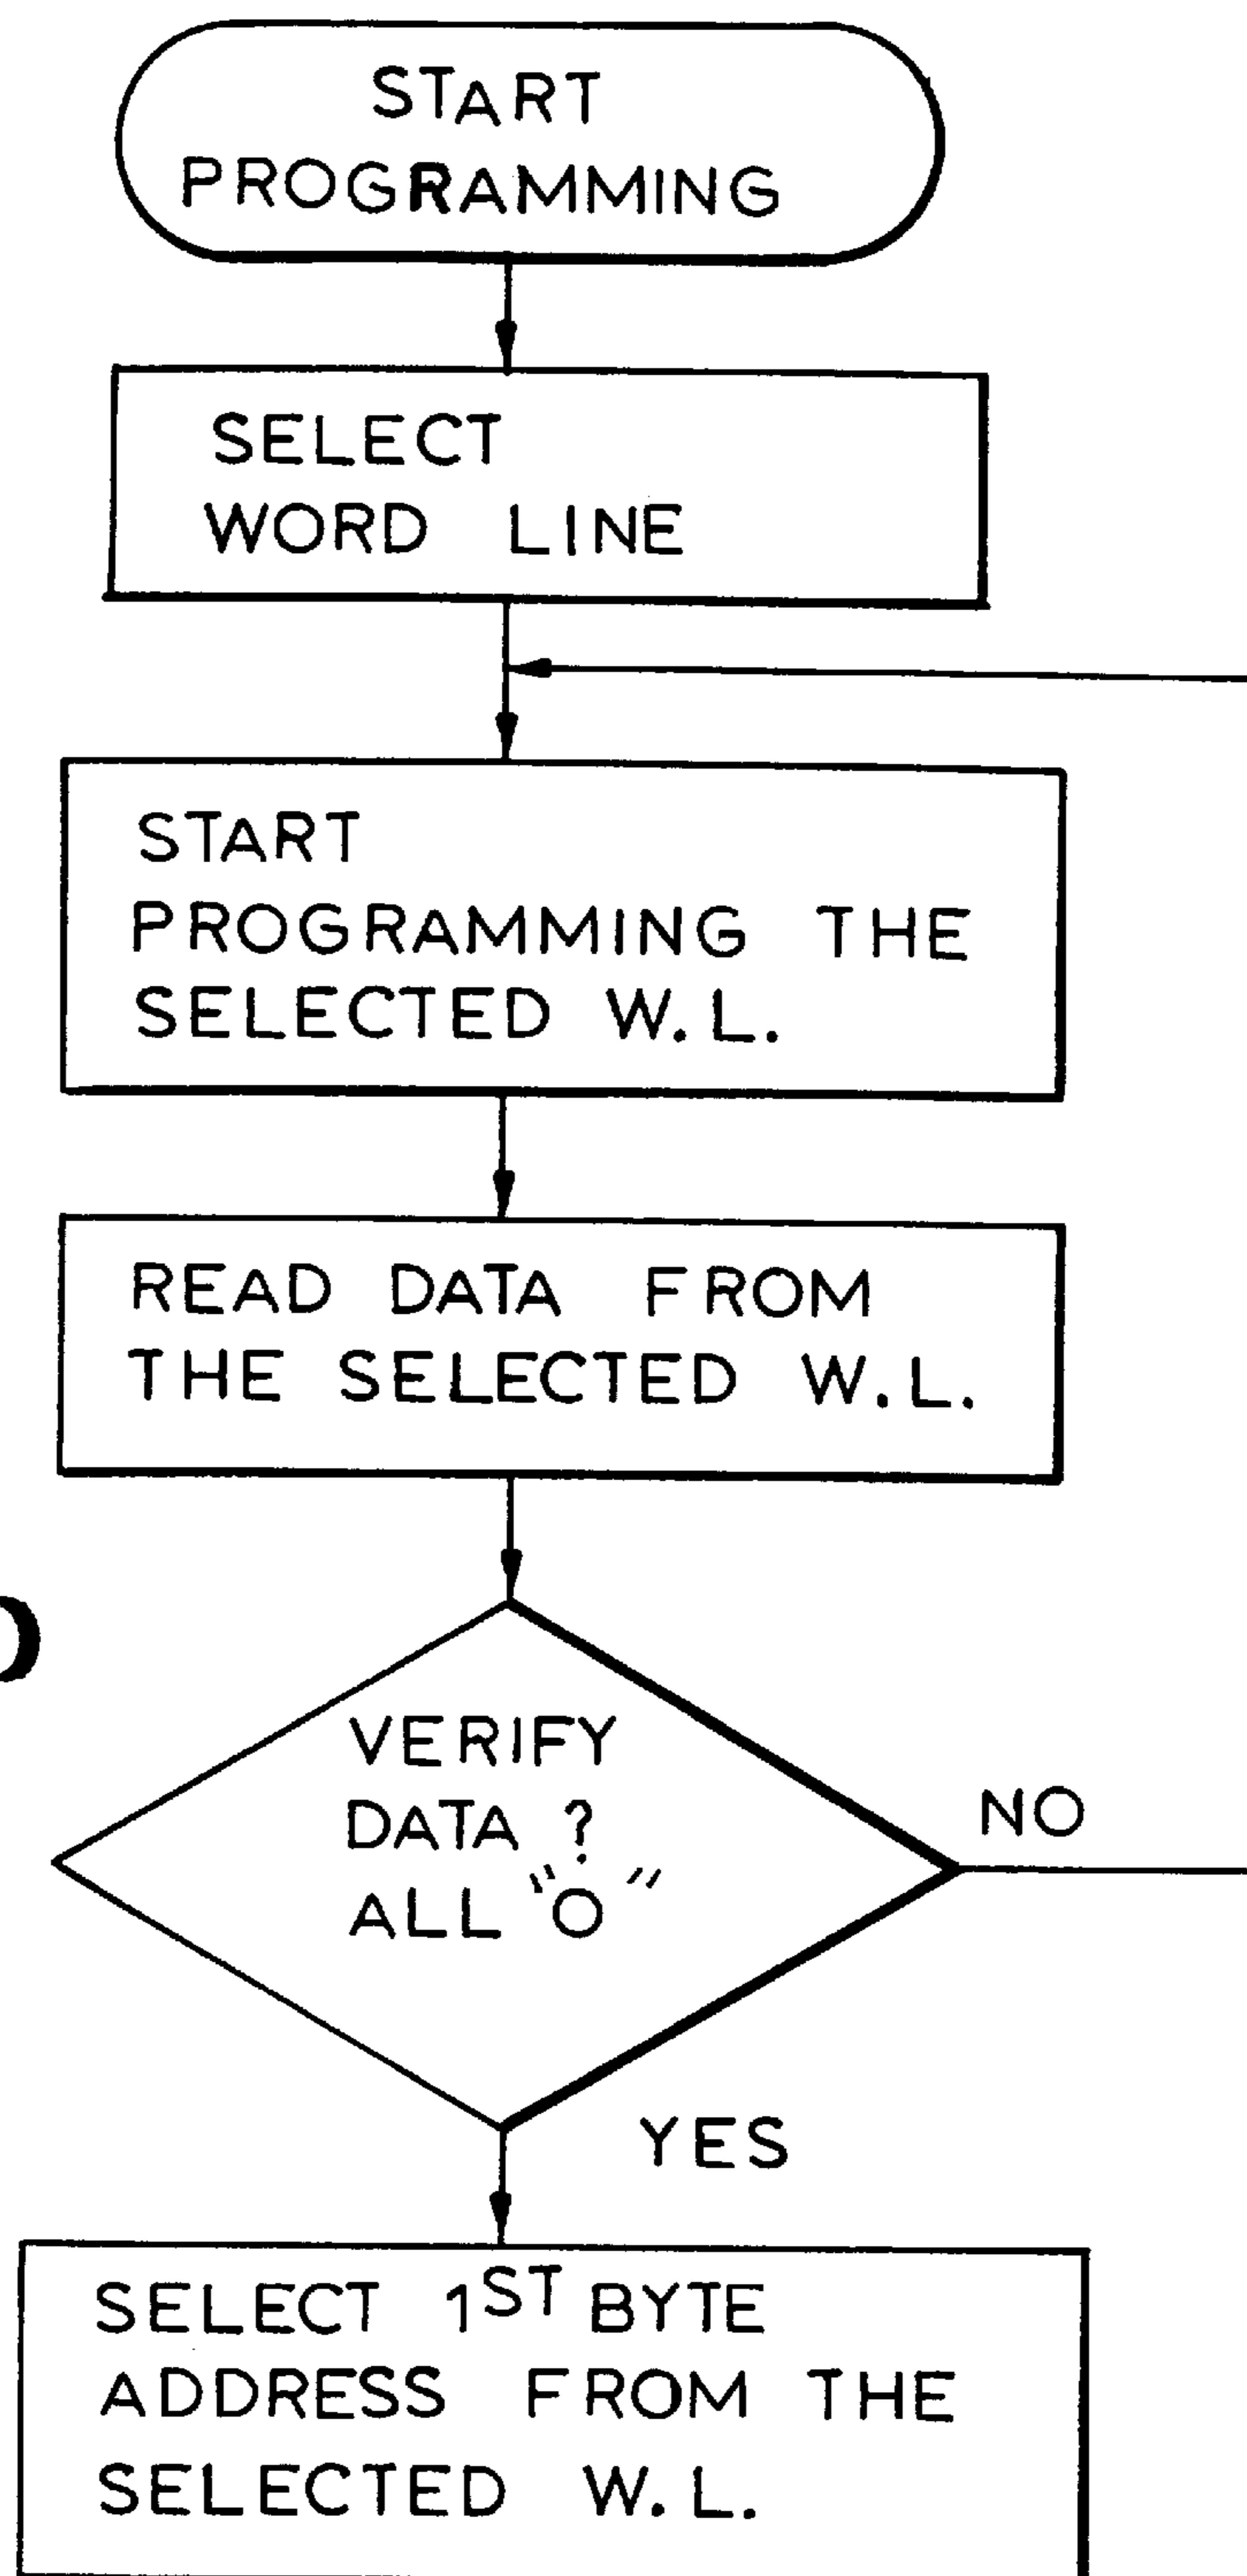 START
PROGRAMMING
SELECT
WORD LINE
START
PROGRAMMING THE
SELECTED W.L.
READ DATA FROM
THE SELECTED W.L.
VERIFY
DATA ?
ALL "0"
NO
YES
SELECT 1ST BYTE
ADDRESS FROM THE
SELECTED W.L.